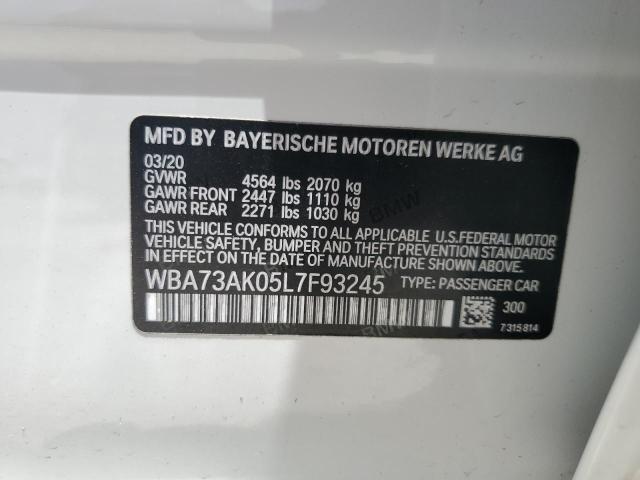 MFD BY BAYERISCHE MOTOREN WERKE AG
03/20
GVWR 4564 lbs 2070 kg
GAWR FRONT 2447 lbs 1110 kg
GAWR REAR 2271 lbs 1030 kg
THIS VEHICLE CONFORMS TO ALL APPLICABLE U.S.FEDERAL MOTOR
VEHICLE SAFETY, BUMPER AND THEFT PREVENTION STANDARDS
IN EFFECT ON THE DATE OF MANUFACTURE SHOWN ABOVE.
WBA73AK05L7F93245 TYPE: PASSENGER CAR
300
7315814